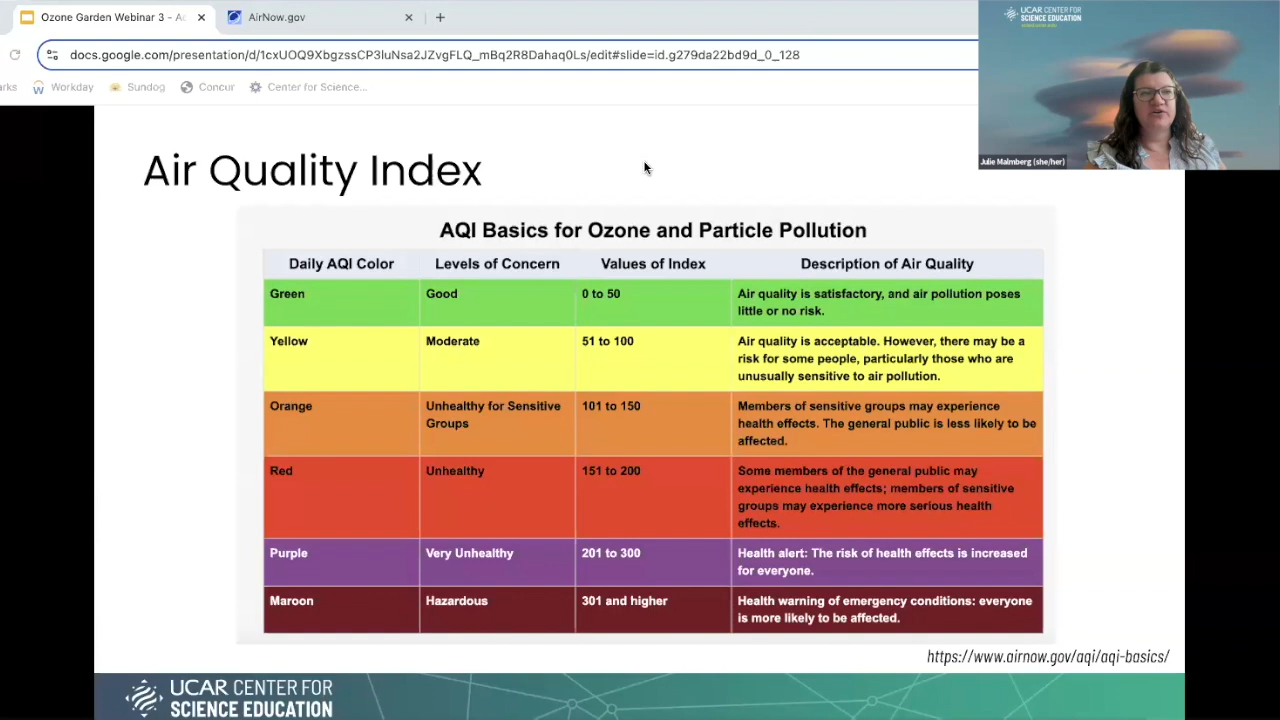 Ozone Garden Webinar 3 - Ac
AirNow.gov
docs.google.com/presentation/d/1cxUOQ9XbgzssCP3luNsa2JZvgFLQ_mBq2R8Dahaq0Ls/edit#slide=id.g279da22bd9d_0_128
arks
Workday
Sundog
Concur
Center for Science...
UCAR CENTER FOR
SCIENCE EDUCATION
Julie Malmberg (she/her)
Air Quality Index
AQI Basics for Ozone and Particle Pollution
Daily AQI Color Levels of Concern Values of Index Description of Air Quality
Green Good 0 to 50 Air quality is satisfactory, and air pollution poses
little or no risk.
Yellow Moderate 51 to 100 Air quality is acceptable. However, there may be a
risk for some people, particularly those who are
unusually sensitive to air pollution.
Orange Unhealthy for Sensitive 101 to 150 Members of sensitive groups may experience
Groups health effects. The general public is less likely to be
affected.
Red Unhealthy 151 to 200 Some members of the general public may
experience health effects; members of sensitive
groups may experience more serious health
effects.
Purple Very Unhealthy 201 to 300 Health alert: The risk of health effects is increased
for everyone.
Maroon Hazardous 301 and higher Health warning of emergency conditions: everyone
is more likely to be affected.
https://www.airnow.gov/aqi/aqi-basics/
UCAR CENTER FOR
SCIENCE EDUCATION